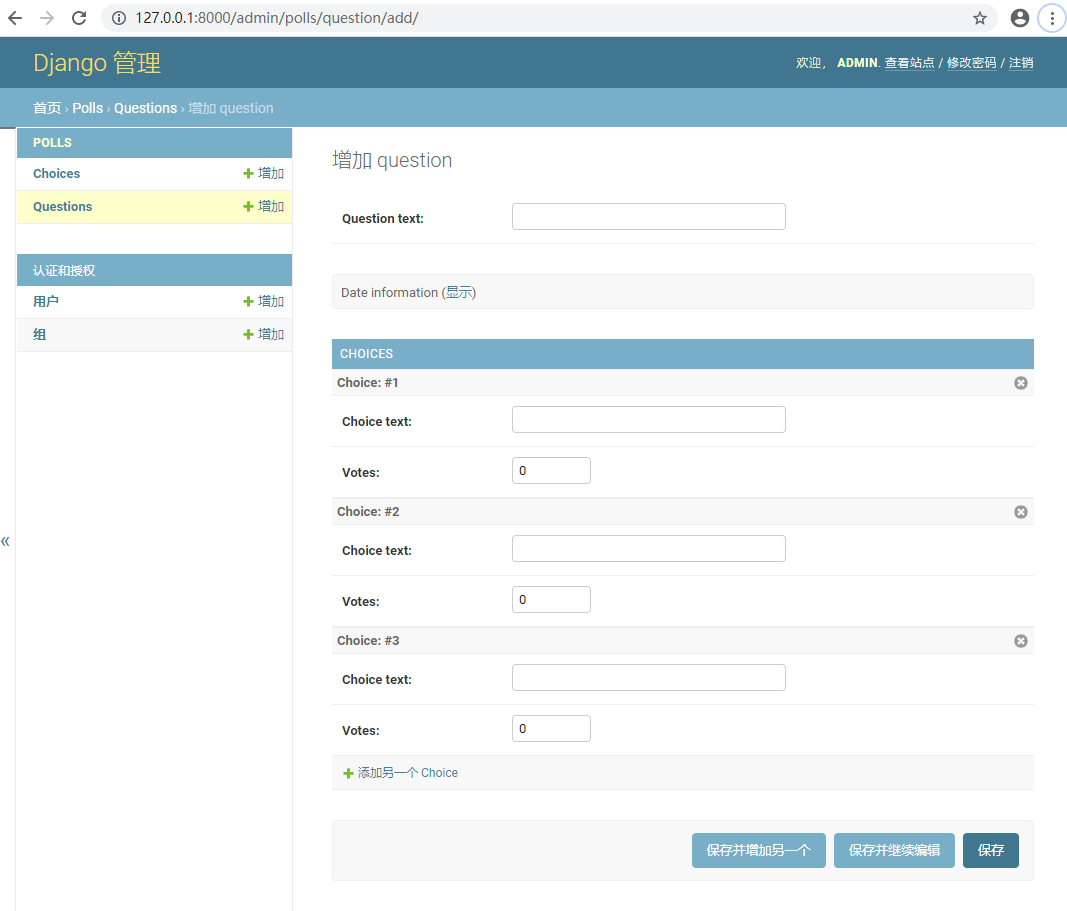 127.0.0.1:8000/admin/polls/question/add/
Django 管理
欢迎， ADMIN. 查看站点 / 修改密码 / 注销
首页 › Polls › Questions › 增加 question
POLLS
Choices 增加
Questions 增加
认证和授权
用户 增加
组 增加
«
增加 question
Question text:
Date information (显示)
CHOICES
Choice: #1
Choice text:
Votes: 0
Choice: #2
Choice text:
Votes: 0
Choice: #3
Choice text:
Votes: 0
添加另一个 Choice
保存并增加另一个 保存并继续编辑 保存